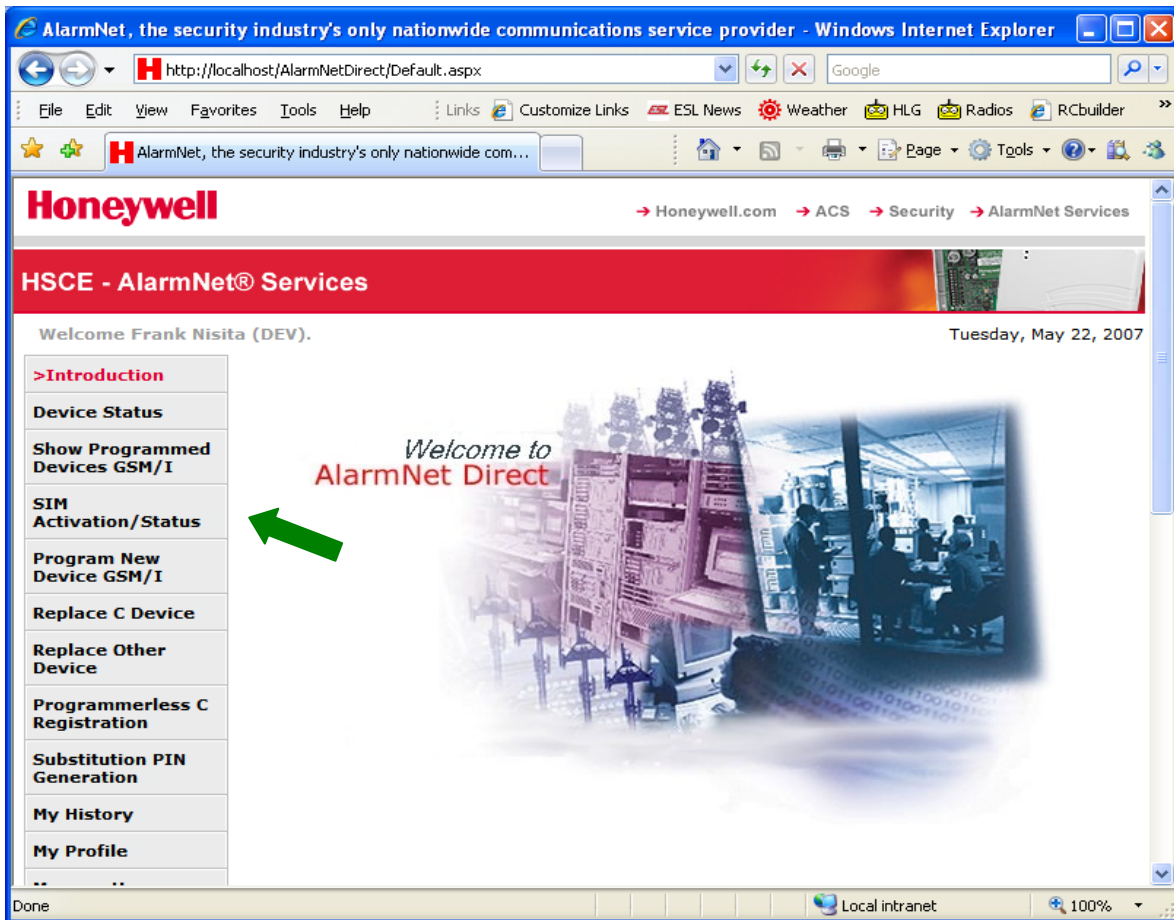 AlarmNet, the security industry's only nationwide communications service provider - Windows Internet Explorer
http://localhost/AlarmNetDirect/Default.aspx
Google
File Edit View Favorites Tools Help Links Customize Links ESL News Weather HLG Radios RCbuilder »
AlarmNet, the security industry's only nationwide com...
Page Tools
Honeywell
Honeywell.com ACS Security AlarmNet Services
HSCE - AlarmNet® Services
Welcome Frank Nisita (DEV).
Tuesday, May 22, 2007
>Introduction
Device Status
Show Programmed
Devices GSM/I
SIM
Activation/Status
Program New
Device GSM/I
Replace C Device
Replace Other
Device
Programmerless C
Registration
Substitution PIN
Generation
My History
My Profile
Welcome to
AlarmNet Direct
Done
Local intranet
100%